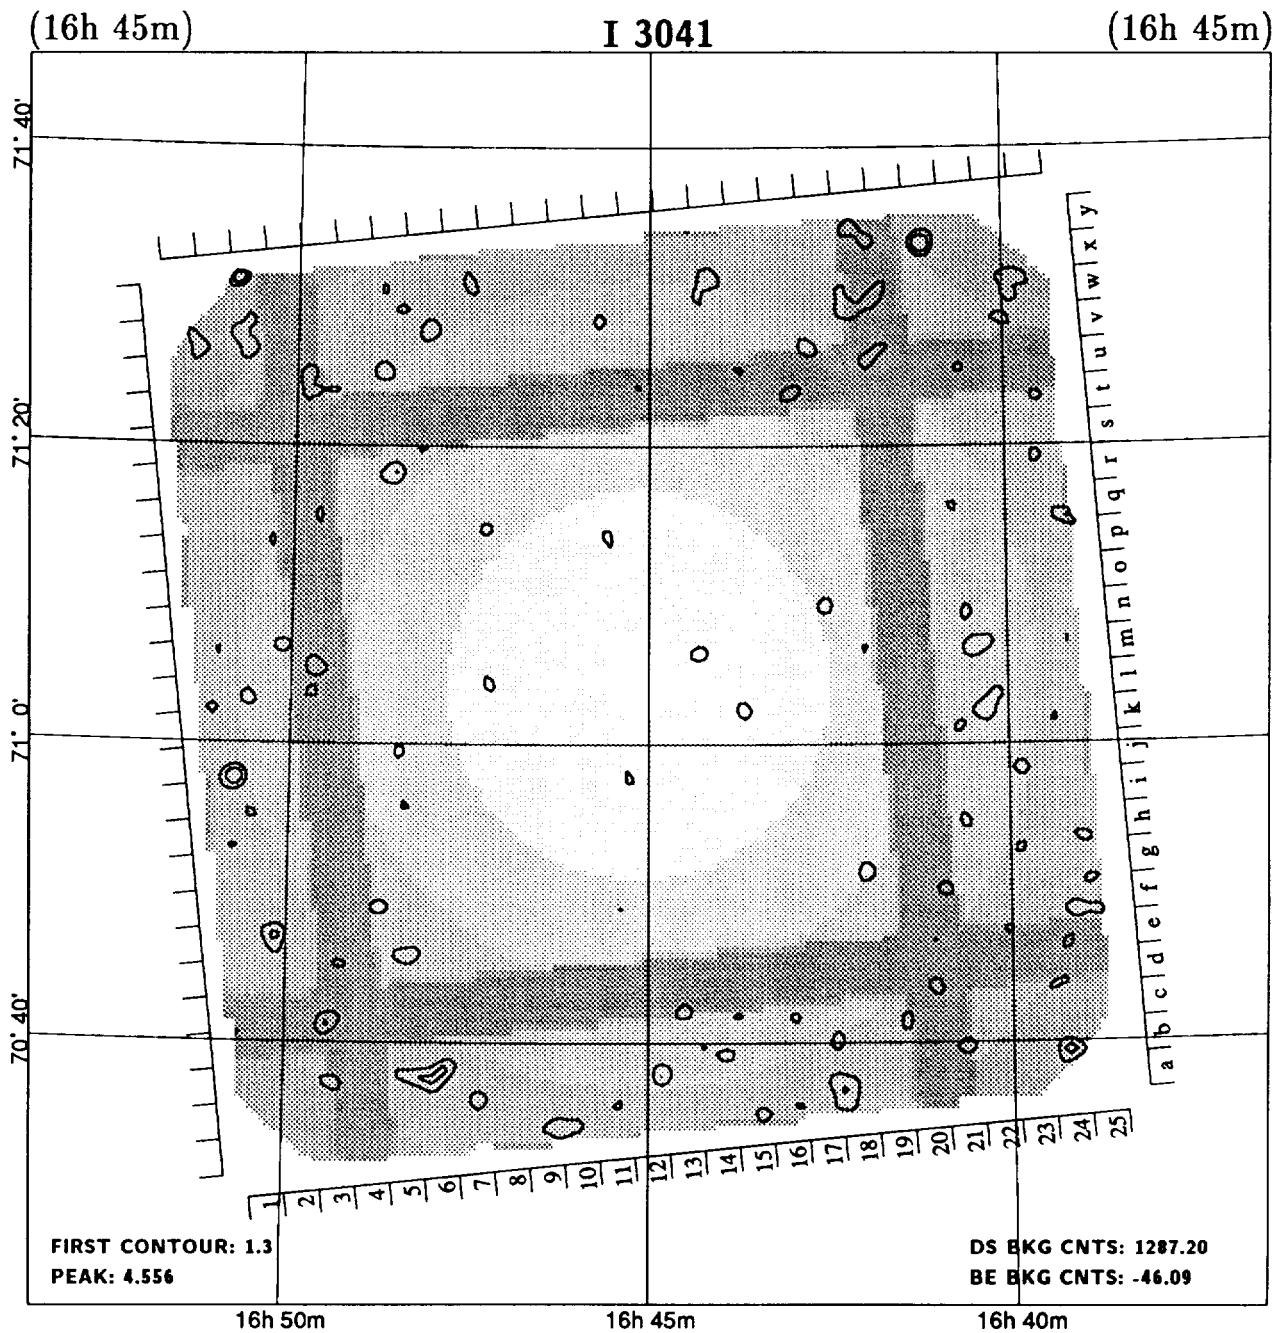 (16h 45m) I 3041 (16h 45m)
71° 40'
71° 20'
71° 0'
70° 40'
y
x
w
v
u
t
s
r
q
p
o
n
m
l
k
j
i
h
g
f
e
d
c
b
a
1 2 3 4 5 6 7 8 9 10 11 12 13 14 15 16 17 18 19 20 21 22 23 24 25
FIRST CONTOUR: 1.3 DS BKG CNTS: 1287.20
PEAK: 4.556 BE BKG CNTS: -46.09
16h 50m 16h 45m 16h 40m